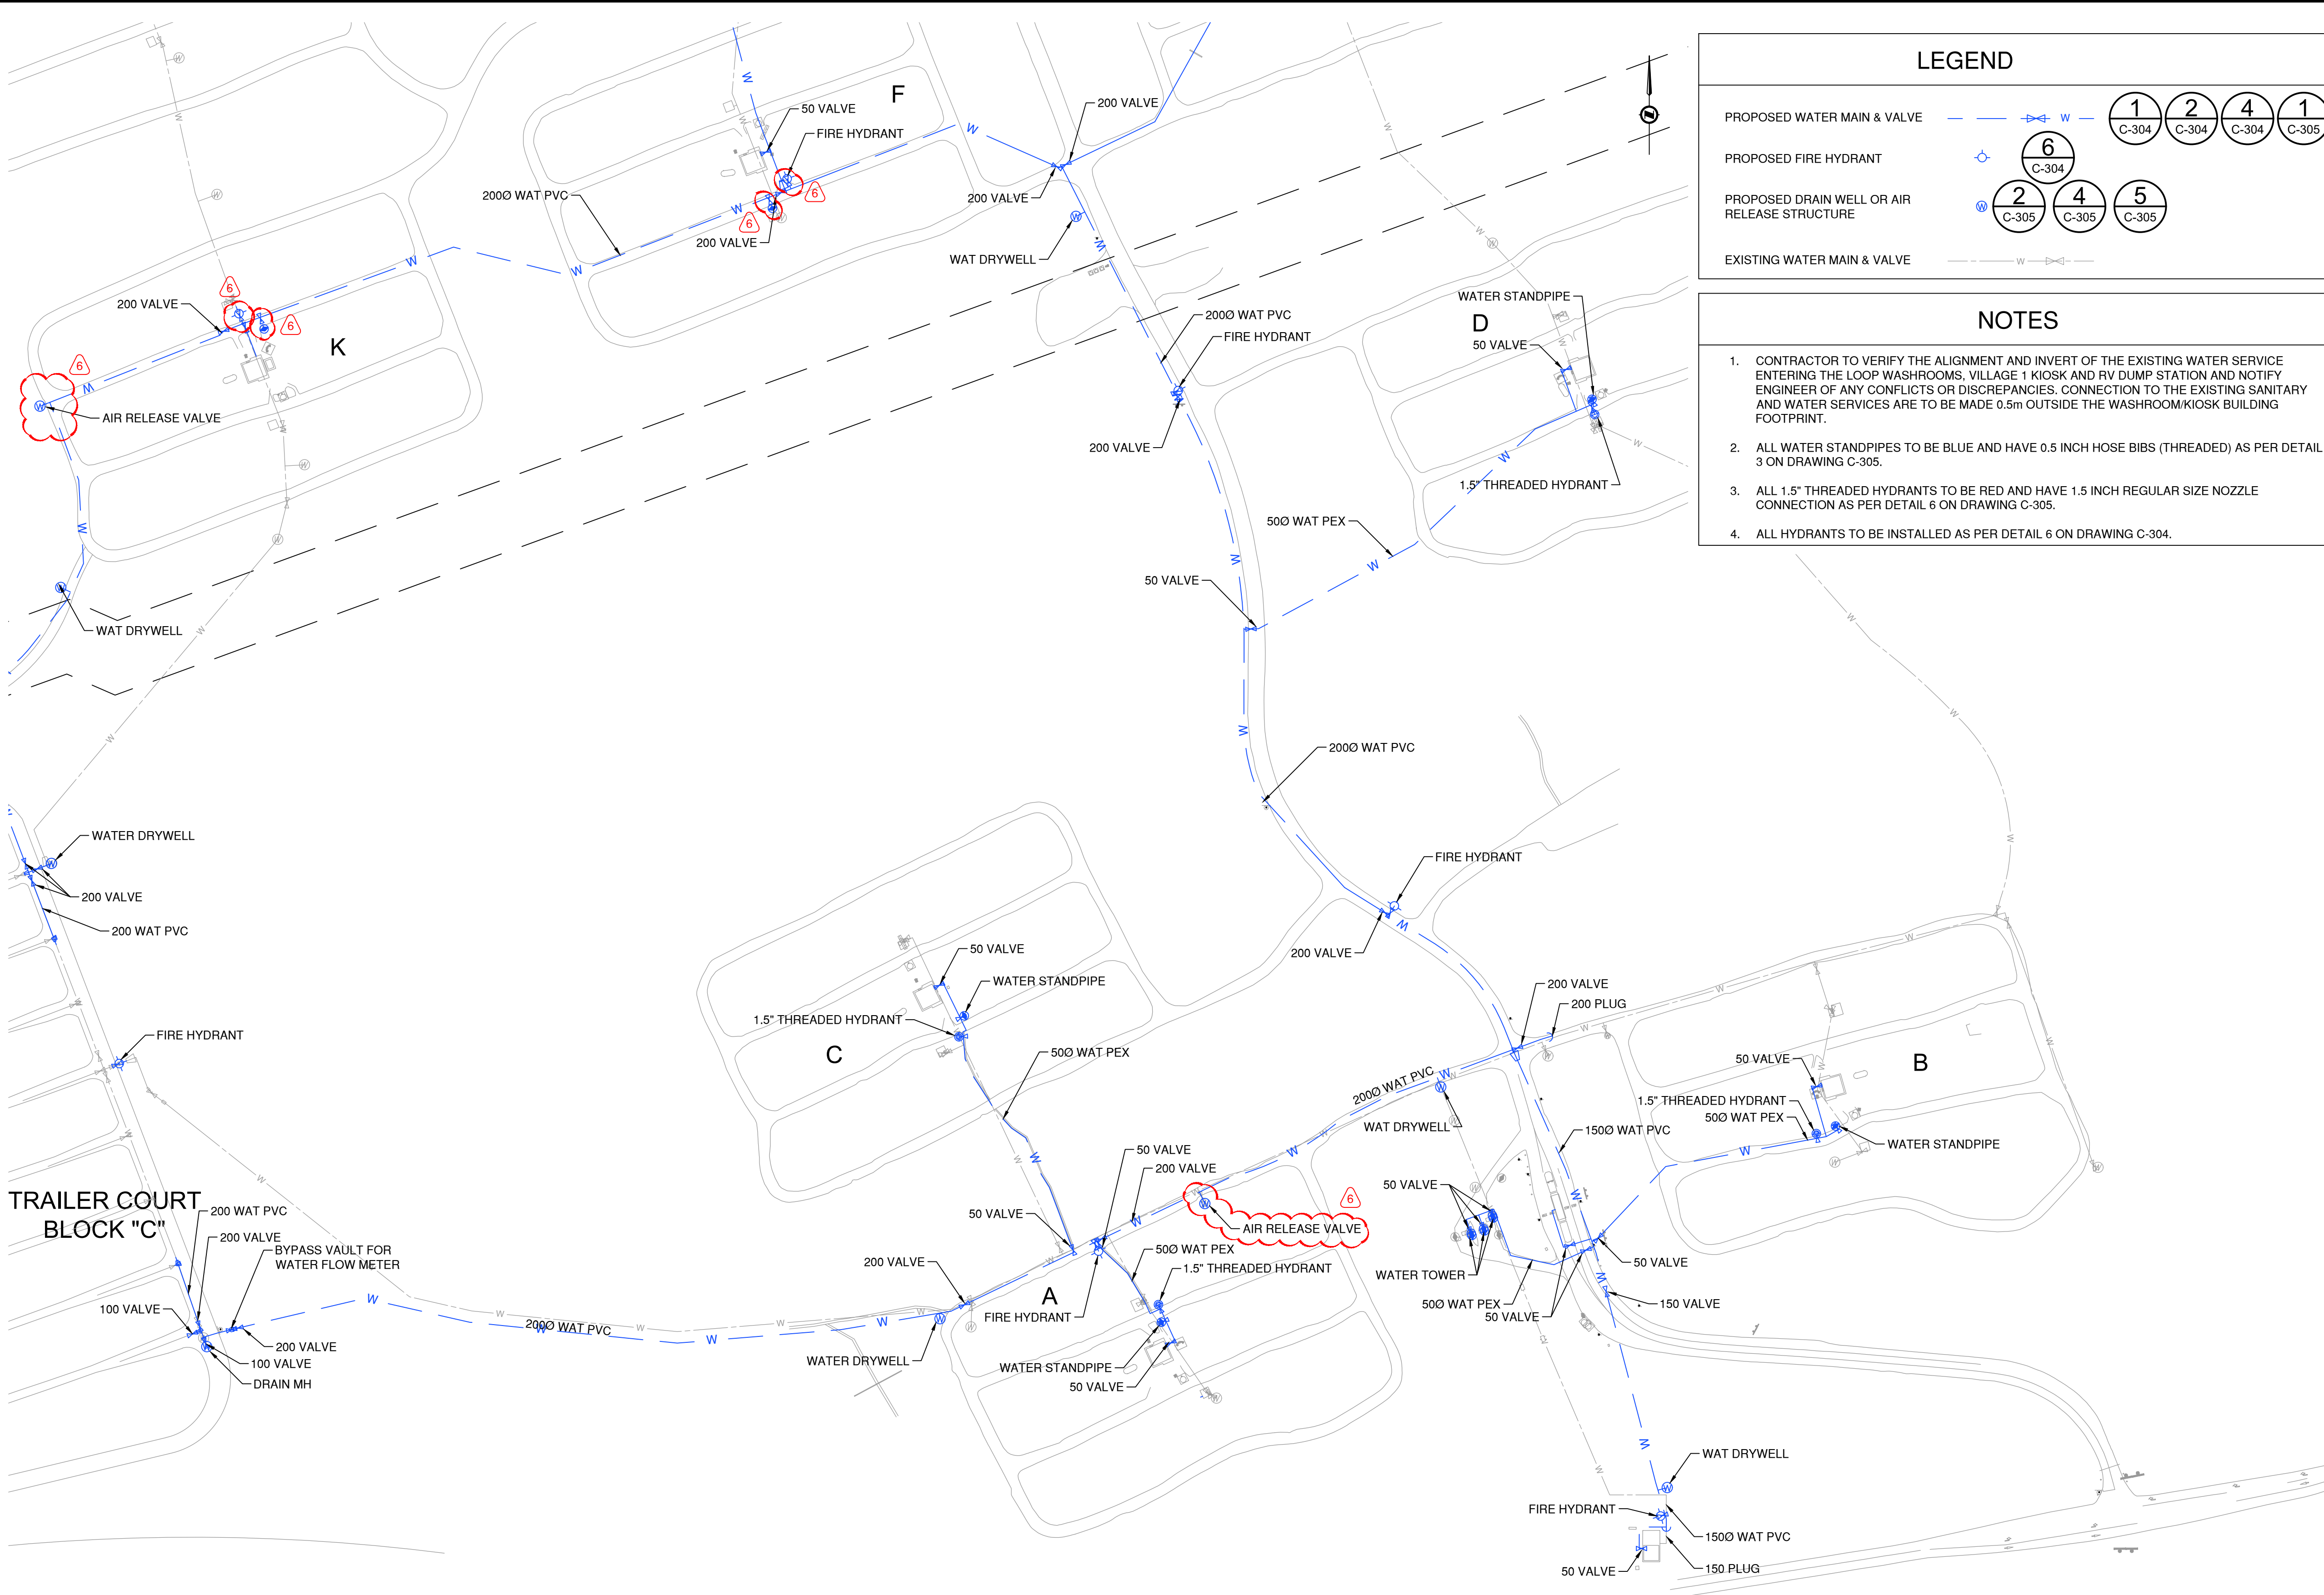 LEGEND
PROPOSED WATER MAIN & VALVE
W
1
C-304
2
C-304
4
C-304
1
C-305
PROPOSED FIRE HYDRANT
6
C-304
PROPOSED DRAIN WELL OR AIR
RELEASE STRUCTURE
W
2
C-305
4
C-305
5
C-305
EXISTING WATER MAIN & VALVE
W
NOTES
1. CONTRACTOR TO VERIFY THE ALIGNMENT AND INVERT OF THE EXISTING WATER SERVICE
ENTERING THE LOOP WASHROOMS, VILLAGE 1 KIOSK AND RV DUMP STATION AND NOTIFY
ENGINEER OF ANY CONFLICTS OR DISCREPANCIES. CONNECTION TO THE EXISTING SANITARY
AND WATER SERVICES ARE TO BE MADE 0.5m OUTSIDE THE WASHROOM/KIOSK BUILDING
FOOTPRINT.
2. ALL WATER STANDPIPES TO BE BLUE AND HAVE 0.5 INCH HOSE BIBS (THREADED) AS PER DETAIL
3 ON DRAWING C-305.
3. ALL 1.5" THREADED HYDRANTS TO BE RED AND HAVE 1.5 INCH REGULAR SIZE NOZZLE
CONNECTION AS PER DETAIL 6 ON DRAWING C-305.
4. ALL HYDRANTS TO BE INSTALLED AS PER DETAIL 6 ON DRAWING C-304.
F
50 VALVE
FIRE HYDRANT
200 VALVE
200Ø WAT PVC
6
6
200 VALVE
200 VALVE
WAT DRYWELL
6
200 VALVE
6
K
6
AIR RELEASE VALVE
WAT DRYWELL
200Ø WAT PVC
FIRE HYDRANT
200 VALVE
WATER STANDPIPE
D
50 VALVE
1.5" THREADED HYDRANT
50Ø WAT PEX
50 VALVE
200Ø WAT PVC
FIRE HYDRANT
200 VALVE
WATER DRYWELL
200 VALVE
200 WAT PVC
FIRE HYDRANT
50 VALVE
WATER STANDPIPE
1.5" THREADED HYDRANT
C
50Ø WAT PEX
200 VALVE
200 PLUG
200Ø WAT PVC
WAT DRYWELL
150Ø WAT PVC
50 VALVE
B
1.5" THREADED HYDRANT
50Ø WAT PEX
WATER STANDPIPE
50 VALVE
200 VALVE
50 VALVE
6
AIR RELEASE VALVE
50 VALVE
TRAILER COURT
BLOCK "C"
200 WAT PVC
200 VALVE
BYPASS VAULT FOR
WATER FLOW METER
100 VALVE
200 VALVE
100 VALVE
DRAIN MH
200Ø WAT PVC
200 VALVE
A
50Ø WAT PEX
1.5" THREADED HYDRANT
FIRE HYDRANT
WATER DRYWELL
WATER STANDPIPE
50 VALVE
WATER TOWER
50Ø WAT PEX
50 VALVE
50 VALVE
150 VALVE
WAT DRYWELL
FIRE HYDRANT
150Ø WAT PVC
150 PLUG
50 VALVE